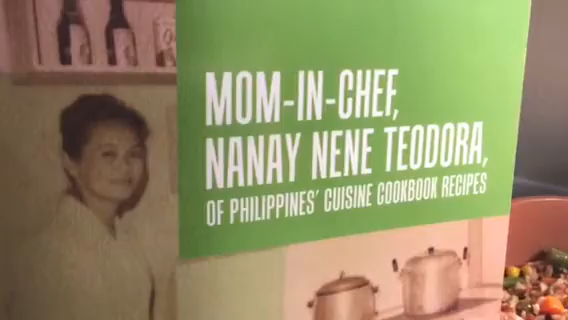 MOM-IN-CHEF,
NANAY NENE TEODORA,
OF PHILIPPINES' CUISINE COOKBOOK RECIPES